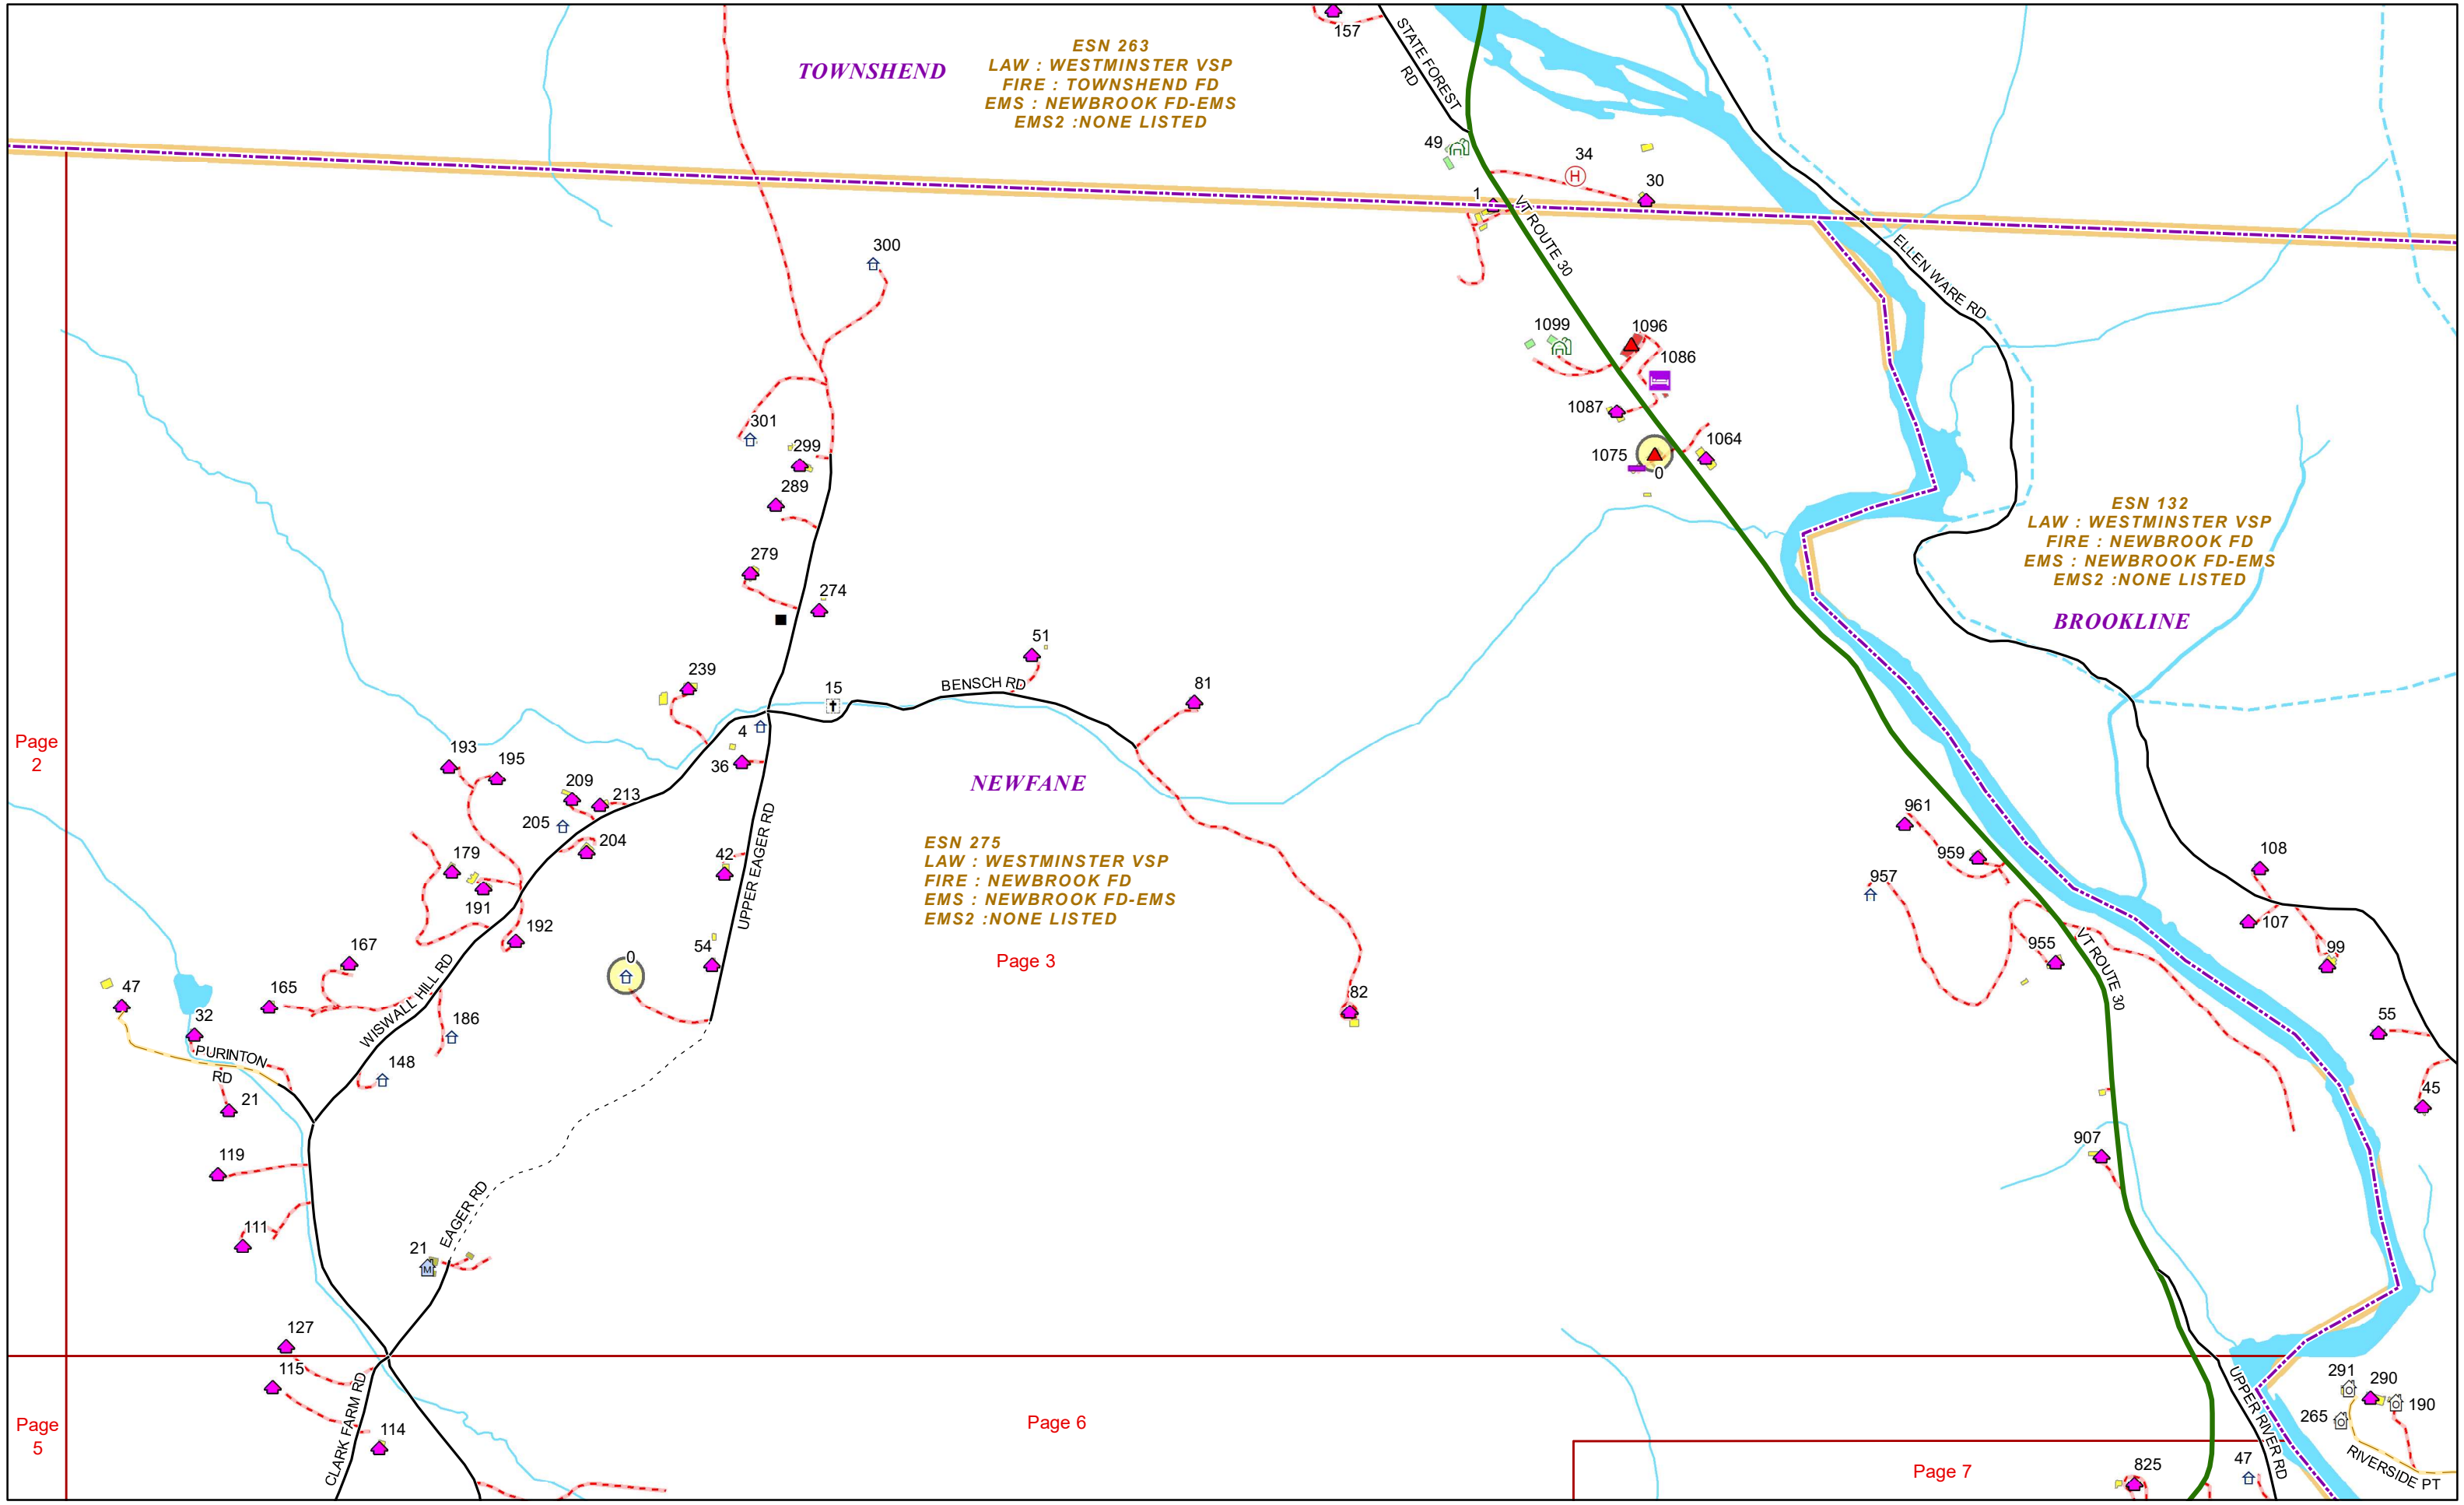 157
STATE FOREST
RD
TOWNSHEND
ESN 263
LAW : WESTMINSTER VSP
FIRE : TOWNSHEND FD
EMS : NEWBROOK FD-EMS
EMS2 :NONE LISTED
49
34
30
1
VT ROUTE 30
ELLEN WARE RD
300
1099
1096
1086
1087
1064
1075
0
301
299
289
279
274
ESN 132
LAW : WESTMINSTER VSP
FIRE : NEWBROOK FD
EMS : NEWBROOK FD-EMS
EMS2 :NONE LISTED
BROOKLINE
239
15
BENSCH RD
51
81
4
36
Page
2
193
195
209
213
205
204
NEWFANE
UPPER EAGER RD
42
179
191
192
ESN 275
LAW : WESTMINSTER VSP
FIRE : NEWBROOK FD
EMS : NEWBROOK FD-EMS
EMS2 :NONE LISTED
Page 3
961
959
957
955
VT ROUTE 30
108
107
99
54
0
167
165
WISWALL HILL RD
47
32
PURINTON
RD
186
148
21
82
55
45
119
111
907
EAGER RD
21
M
127
115
CLARK FARM RD
114
Page
5
Page 6
Page 7
UPPER RIVER RD
291
290
265
190
RIVERSIDE PT
825
47
H